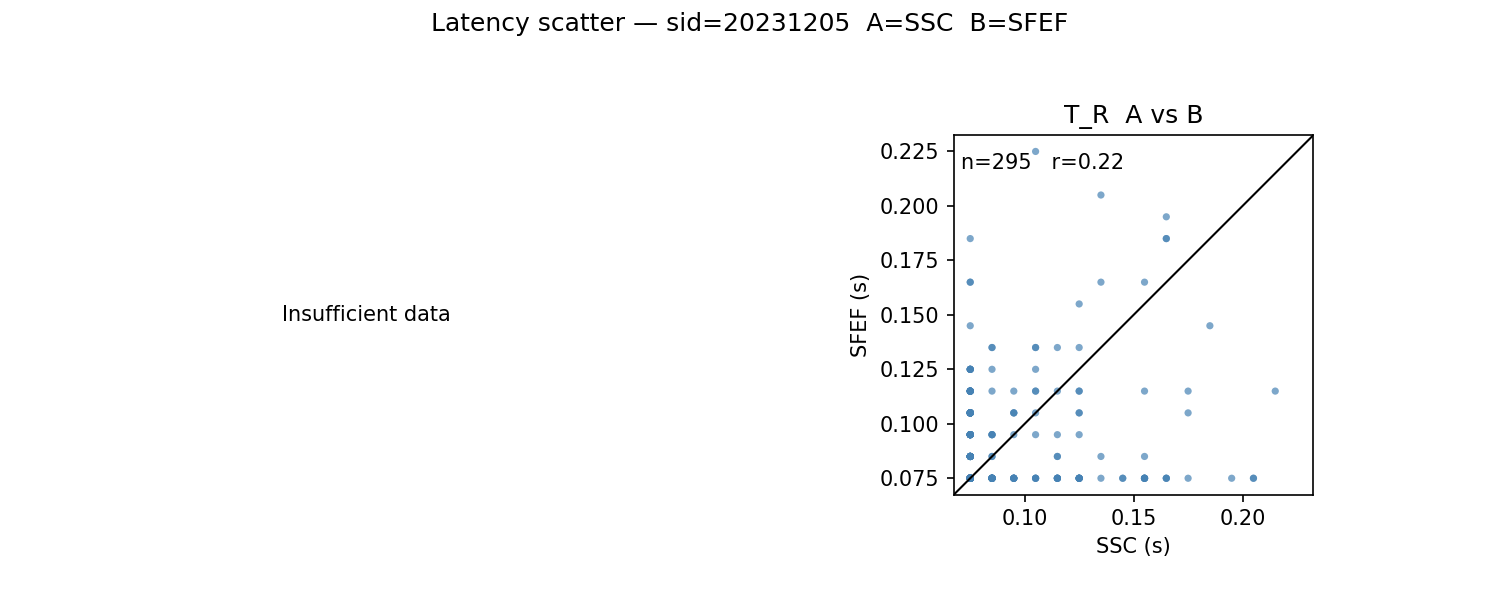 Latency scatter — sid=20231205  A=SSC  B=SFEF
Insufficient data
T_R  A vs B
n=295   r=0.22
0.225
0.200
0.175
0.150
0.125
0.100
0.075
SFEF (s)
0.10
0.15
0.20
SSC (s)